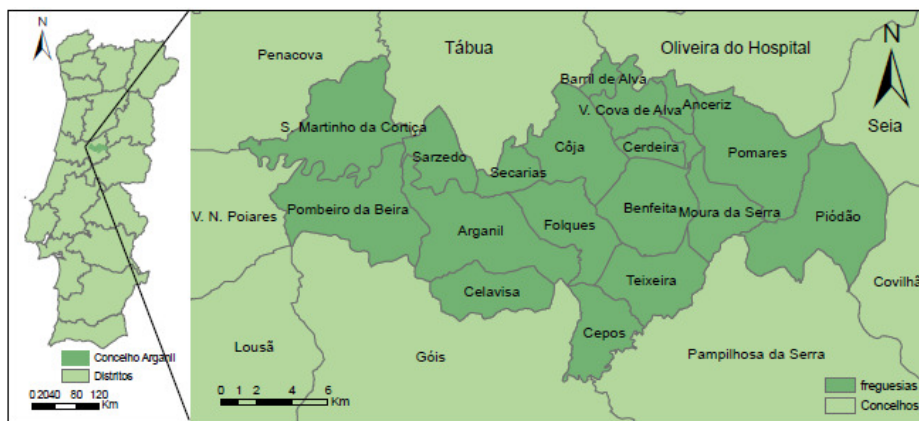 N
Concelho Arganil
Distritos
0 20 40 80 120
Km
Penacova
Tábua
Oliveira do Hospital
N
Seia
Barril de Alva
V. Cova de Alva
Anceriz
S. Martinho da Cortiça
Sarzedo
Secarias
Côja
Cerdeira
Pomares
V. N. Poiares
Pombeiro da Beira
Arganil
Folques
Benfeita
Moura da Serra
Piódão
Celavisa
Teixeira
Covilhã
Cepos
Lousã
Góis
Pampilhosa da Serra
0 1 2 4 6
Km
freguesias
Concelhos